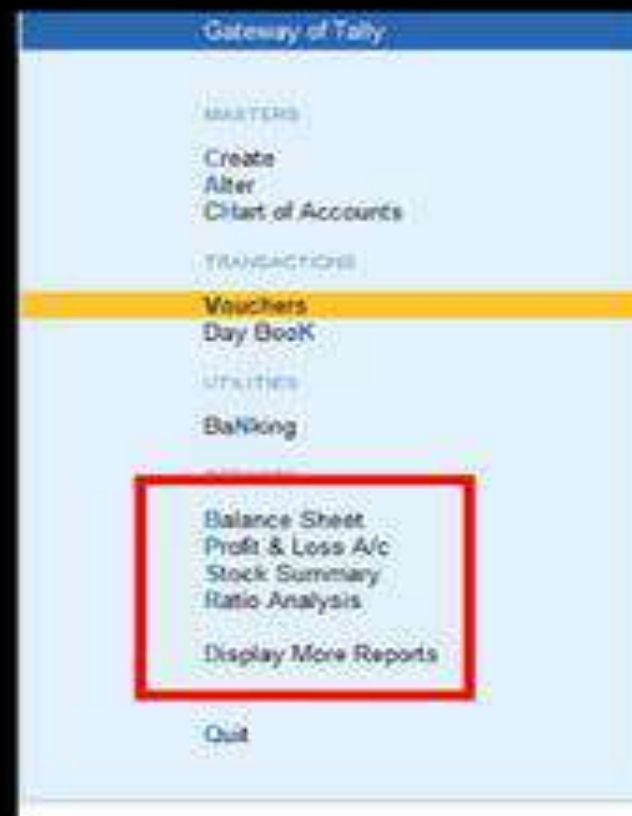 Gateway of Tally
MASTERS
Create
Alter
CHart of Accounts
TRANSACTIONS
Vouchers
Day BooK
UTILITIES
BaNking
Balance Sheet
Profit & Loss A/c
Stock Summary
Ratio Analysis
Display More Reports
Quit